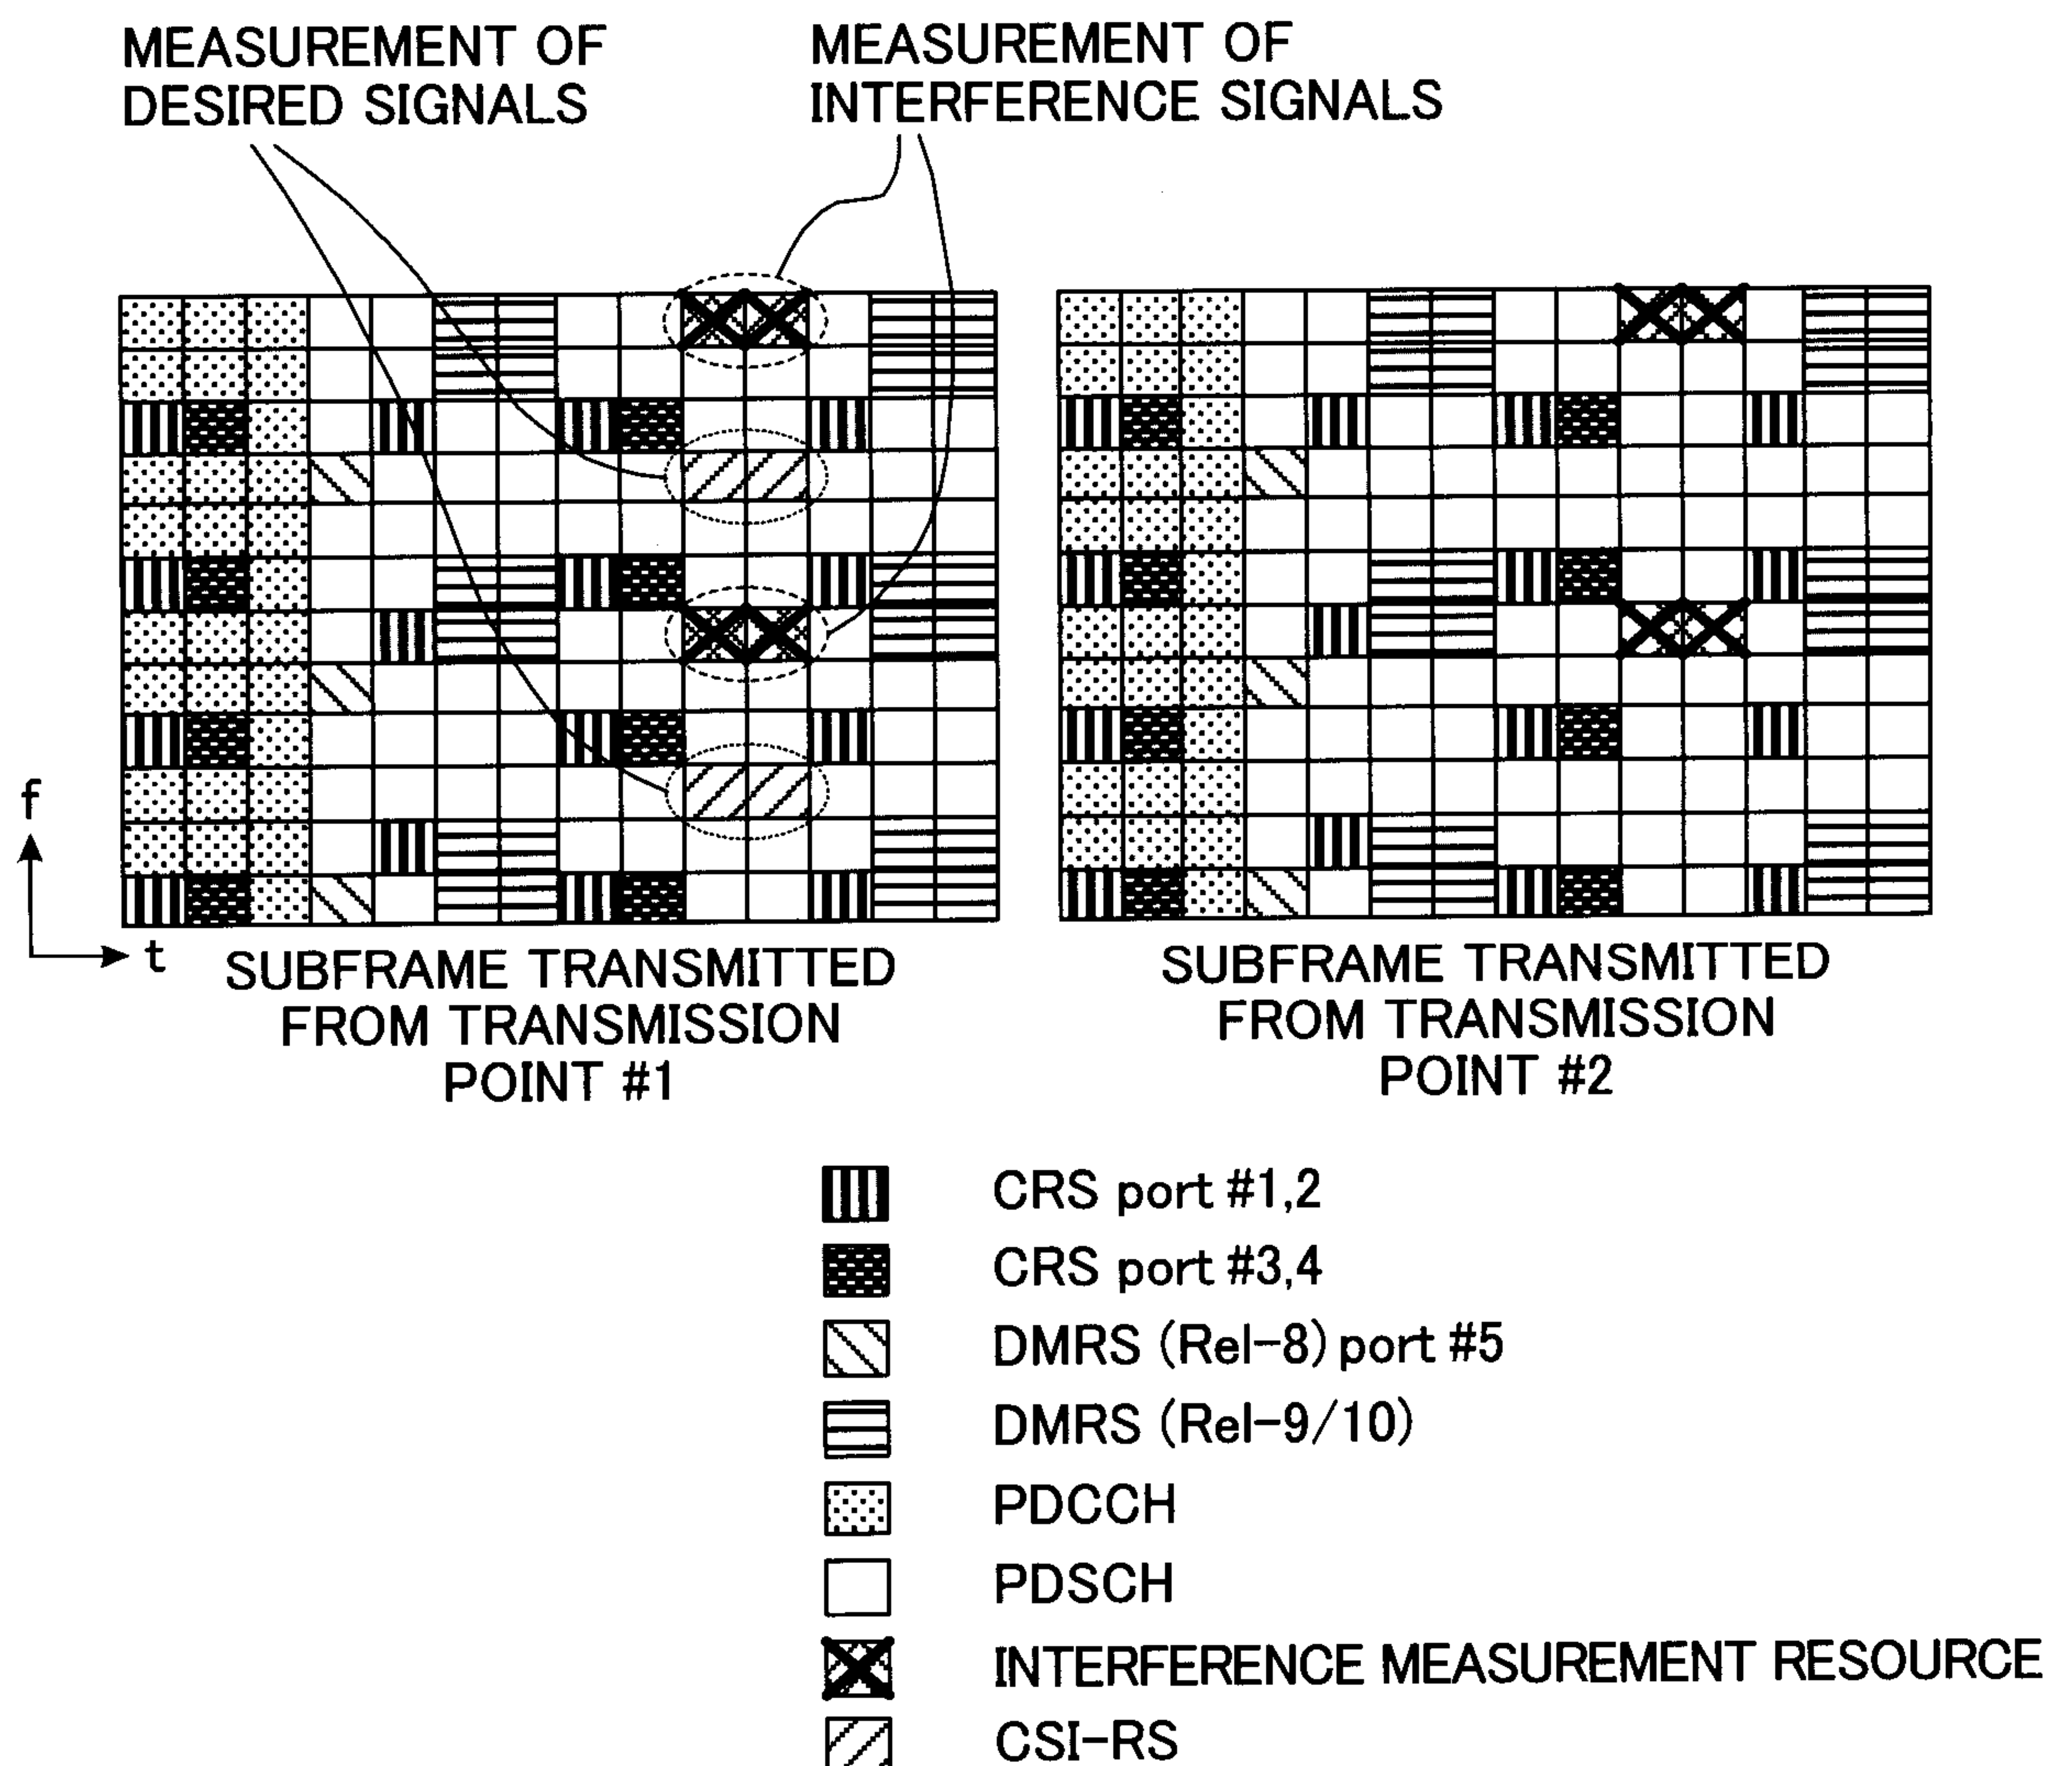 MEASUREMENT OF
DESIRED SIGNALS
MEASUREMENT OF
INTERFERENCE SIGNALS
f
t
SUBFRAME TRANSMITTED
FROM TRANSMISSION
POINT #1
SUBFRAME TRANSMITTED
FROM TRANSMISSION
POINT #2
CRS port #1,2
CRS port #3,4
DMRS (Rel-8) port #5
DMRS (Rel-9/10)
PDCCH
PDSCH
INTERFERENCE MEASUREMENT RESOURCE
CSI-RS